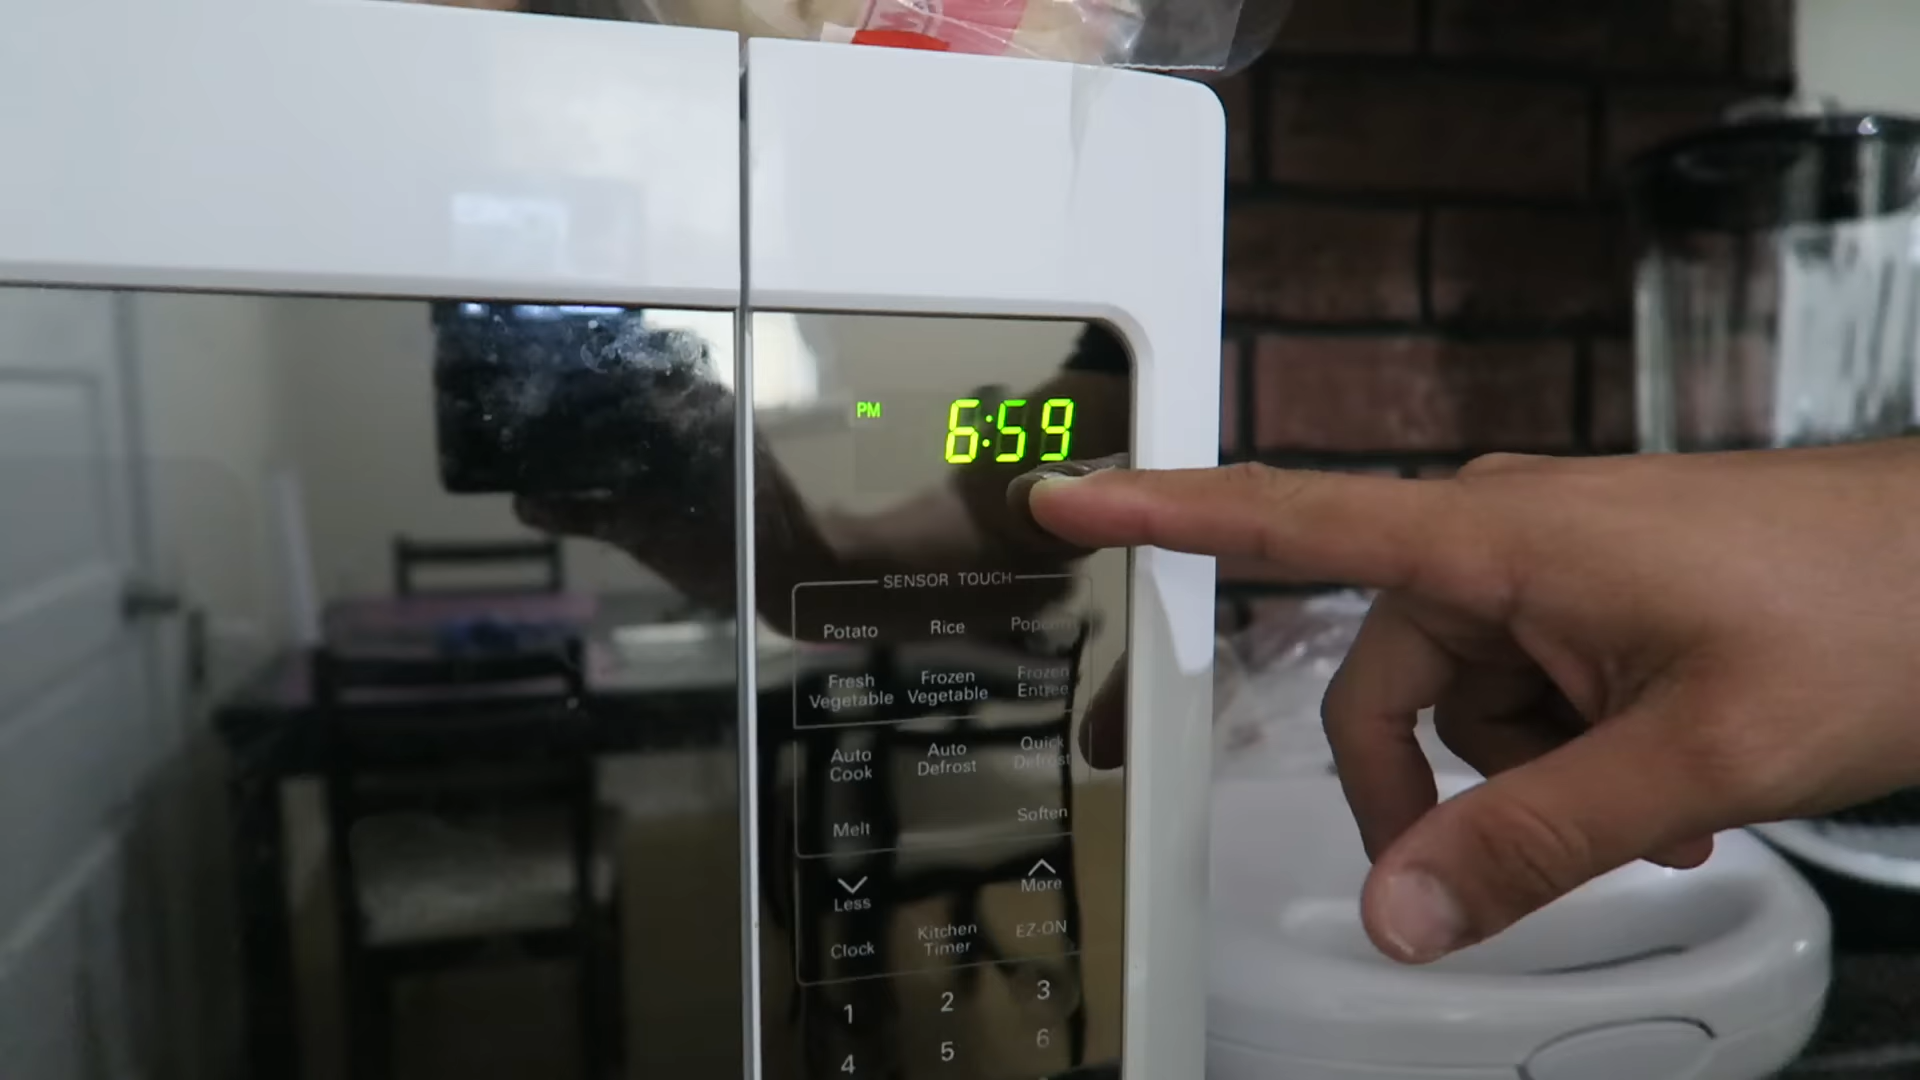 PM 6:59
SENSOR TOUCH
Potato Rice Popcorn
Fresh Vegetable Frozen Vegetable Frozen Entree
Auto Cook Auto Defrost Quick Defrost
Melt Soften
Less More
Clock Kitchen Timer EZ-ON
1 2 3
4 5 6